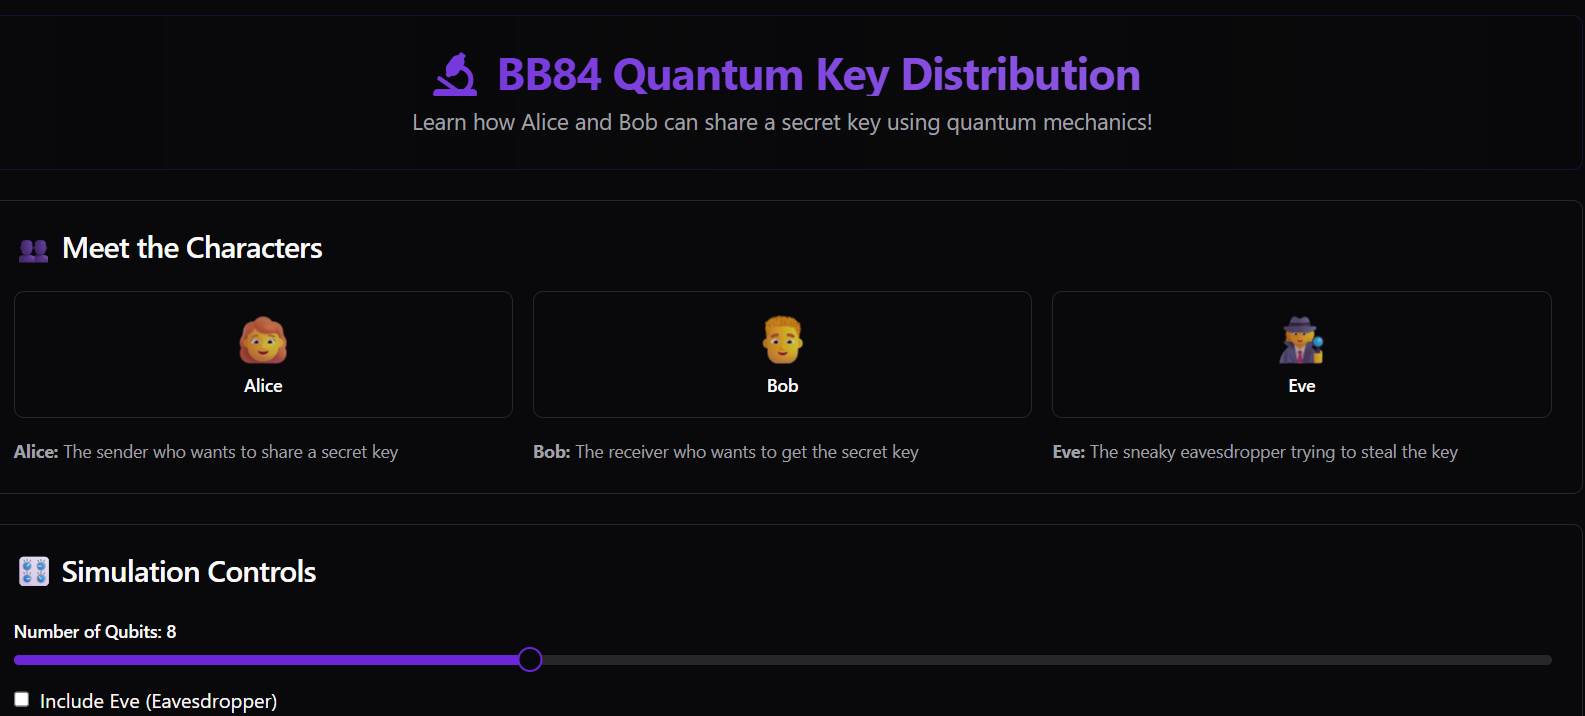 BB84 Quantum Key Distribution
Learn how Alice and Bob can share a secret key using quantum mechanics!
Meet the Characters
Alice
Bob
Eve
Alice: The sender who wants to share a secret key
Bob: The receiver who wants to get the secret key
Eve: The sneaky eavesdropper trying to steal the key
Simulation Controls
Number of Qubits: 8
Include Eve (Eavesdropper)